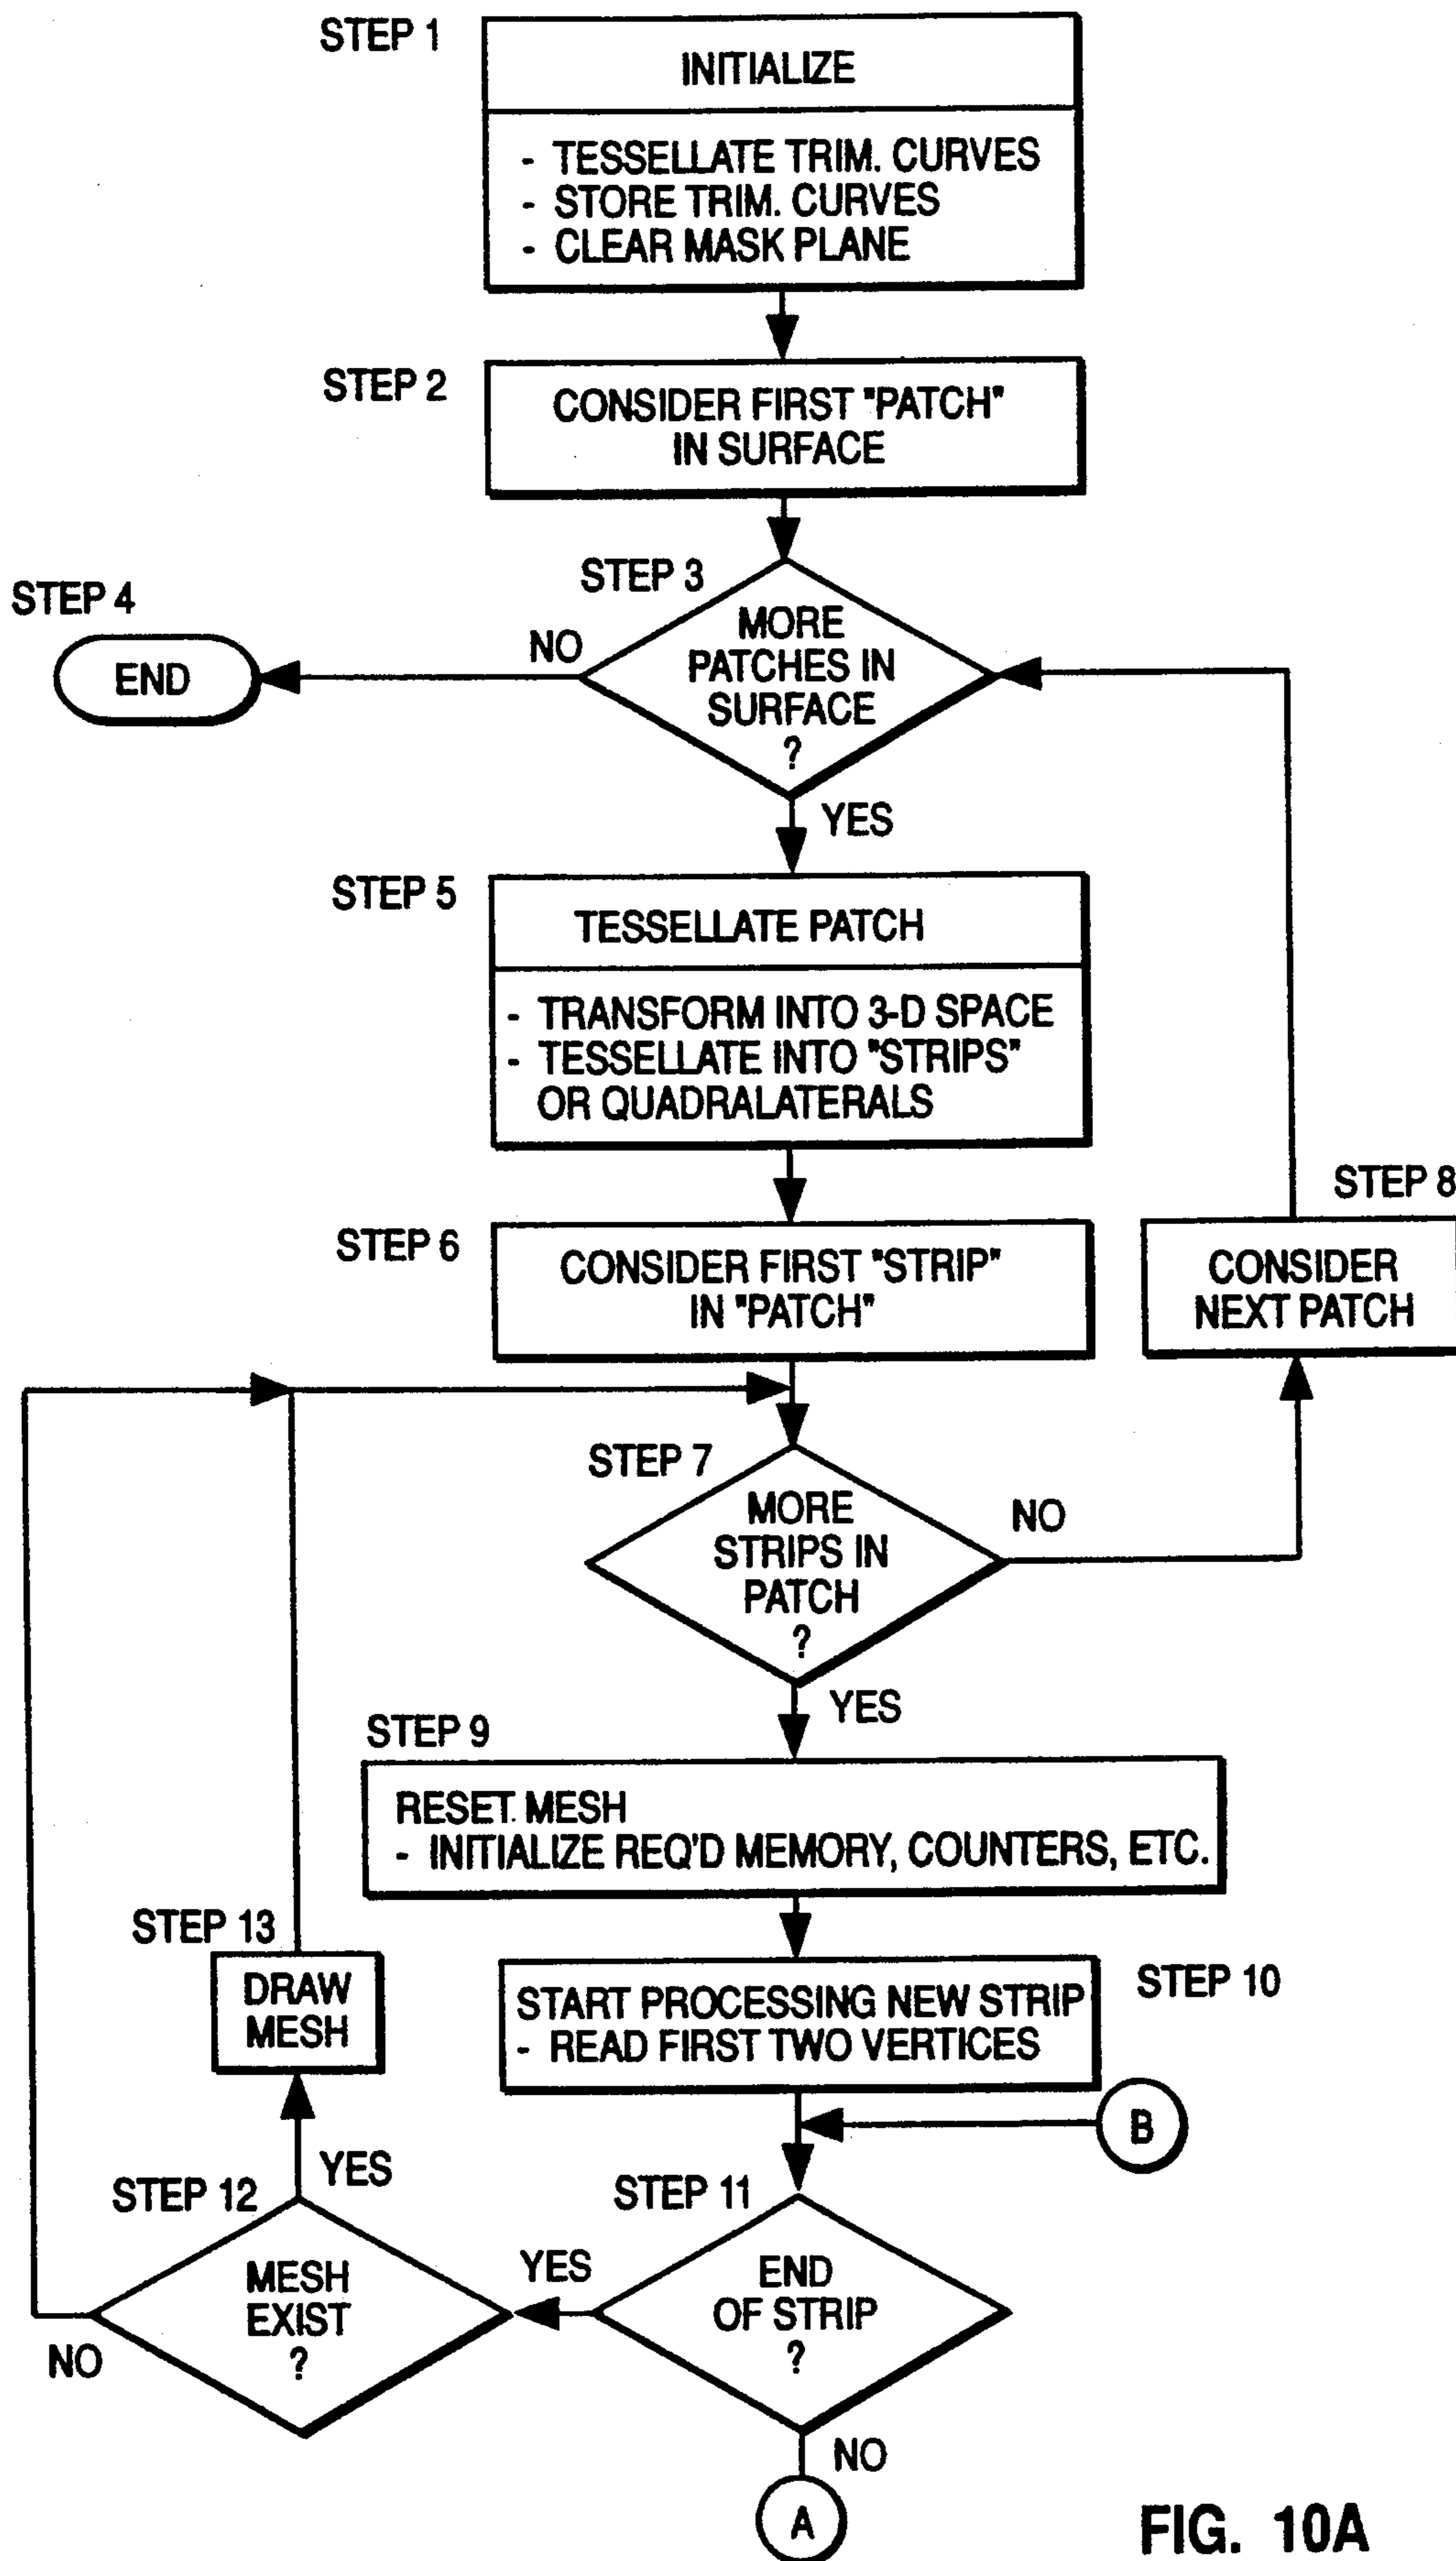 STEP 1
INITIALIZE
- TESSELLATE TRIM. CURVES
- STORE TRIM. CURVES
- CLEAR MASK PLANE
STEP 2
CONSIDER FIRST "PATCH"
IN SURFACE
STEP 3
MORE
PATCHES IN
SURFACE
?
NO
STEP 4
END
YES
STEP 5
TESSELLATE PATCH
- TRANSFORM INTO 3-D SPACE
- TESSELLATE INTO "STRIPS"
OR QUADRALATERALS
STEP 6
CONSIDER FIRST "STRIP"
IN "PATCH"
STEP 8
CONSIDER
NEXT PATCH
STEP 7
MORE
STRIPS IN
PATCH
?
NO
YES
STEP 9
RESET MESH
- INITIALIZE REQ'D MEMORY, COUNTERS, ETC.
STEP 13
DRAW
MESH
STEP 10
START PROCESSING NEW STRIP
- READ FIRST TWO VERTICES
B
STEP 11
END
OF STRIP
?
YES
STEP 12
MESH
EXIST
?
YES
NO
NO
A
FIG. 10A